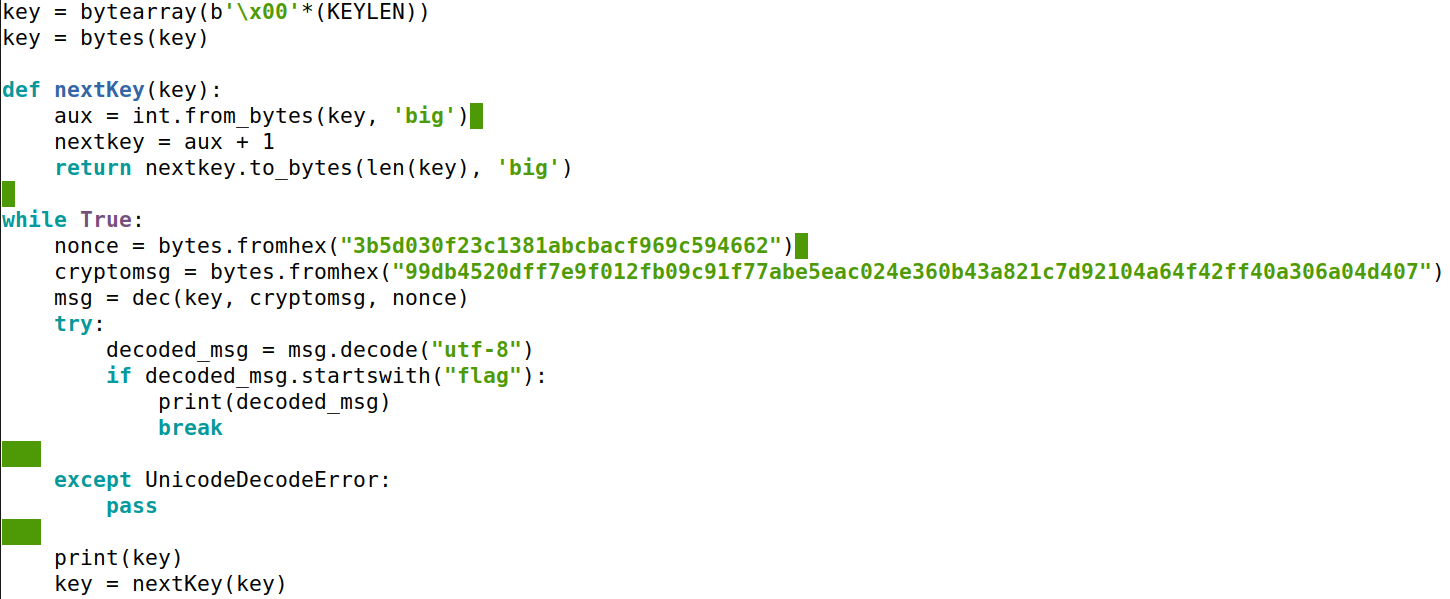 key = bytearray(b'\x00'*(KEYLEN))
key = bytes(key)
def nextKey(key):
    aux = int.from_bytes(key, 'big')
    nextkey = aux + 1
    return nextkey.to_bytes(len(key), 'big')
while True:
    nonce = bytes.fromhex("3b5d030f23c1381abcbacf969c594662")
    cryptomsg = bytes.fromhex("99db4520dff7e9f012fb09c91f77abe5eac024e360b43a821c7d92104a64f42ff40a306a04d407")
    msg = dec(key, cryptomsg, nonce)
    try:
        decoded_msg = msg.decode("utf-8")
        if decoded_msg.startswith("flag"):
            print(decoded_msg)
            break
    except UnicodeDecodeError:
        pass
    print(key)
    key = nextKey(key)